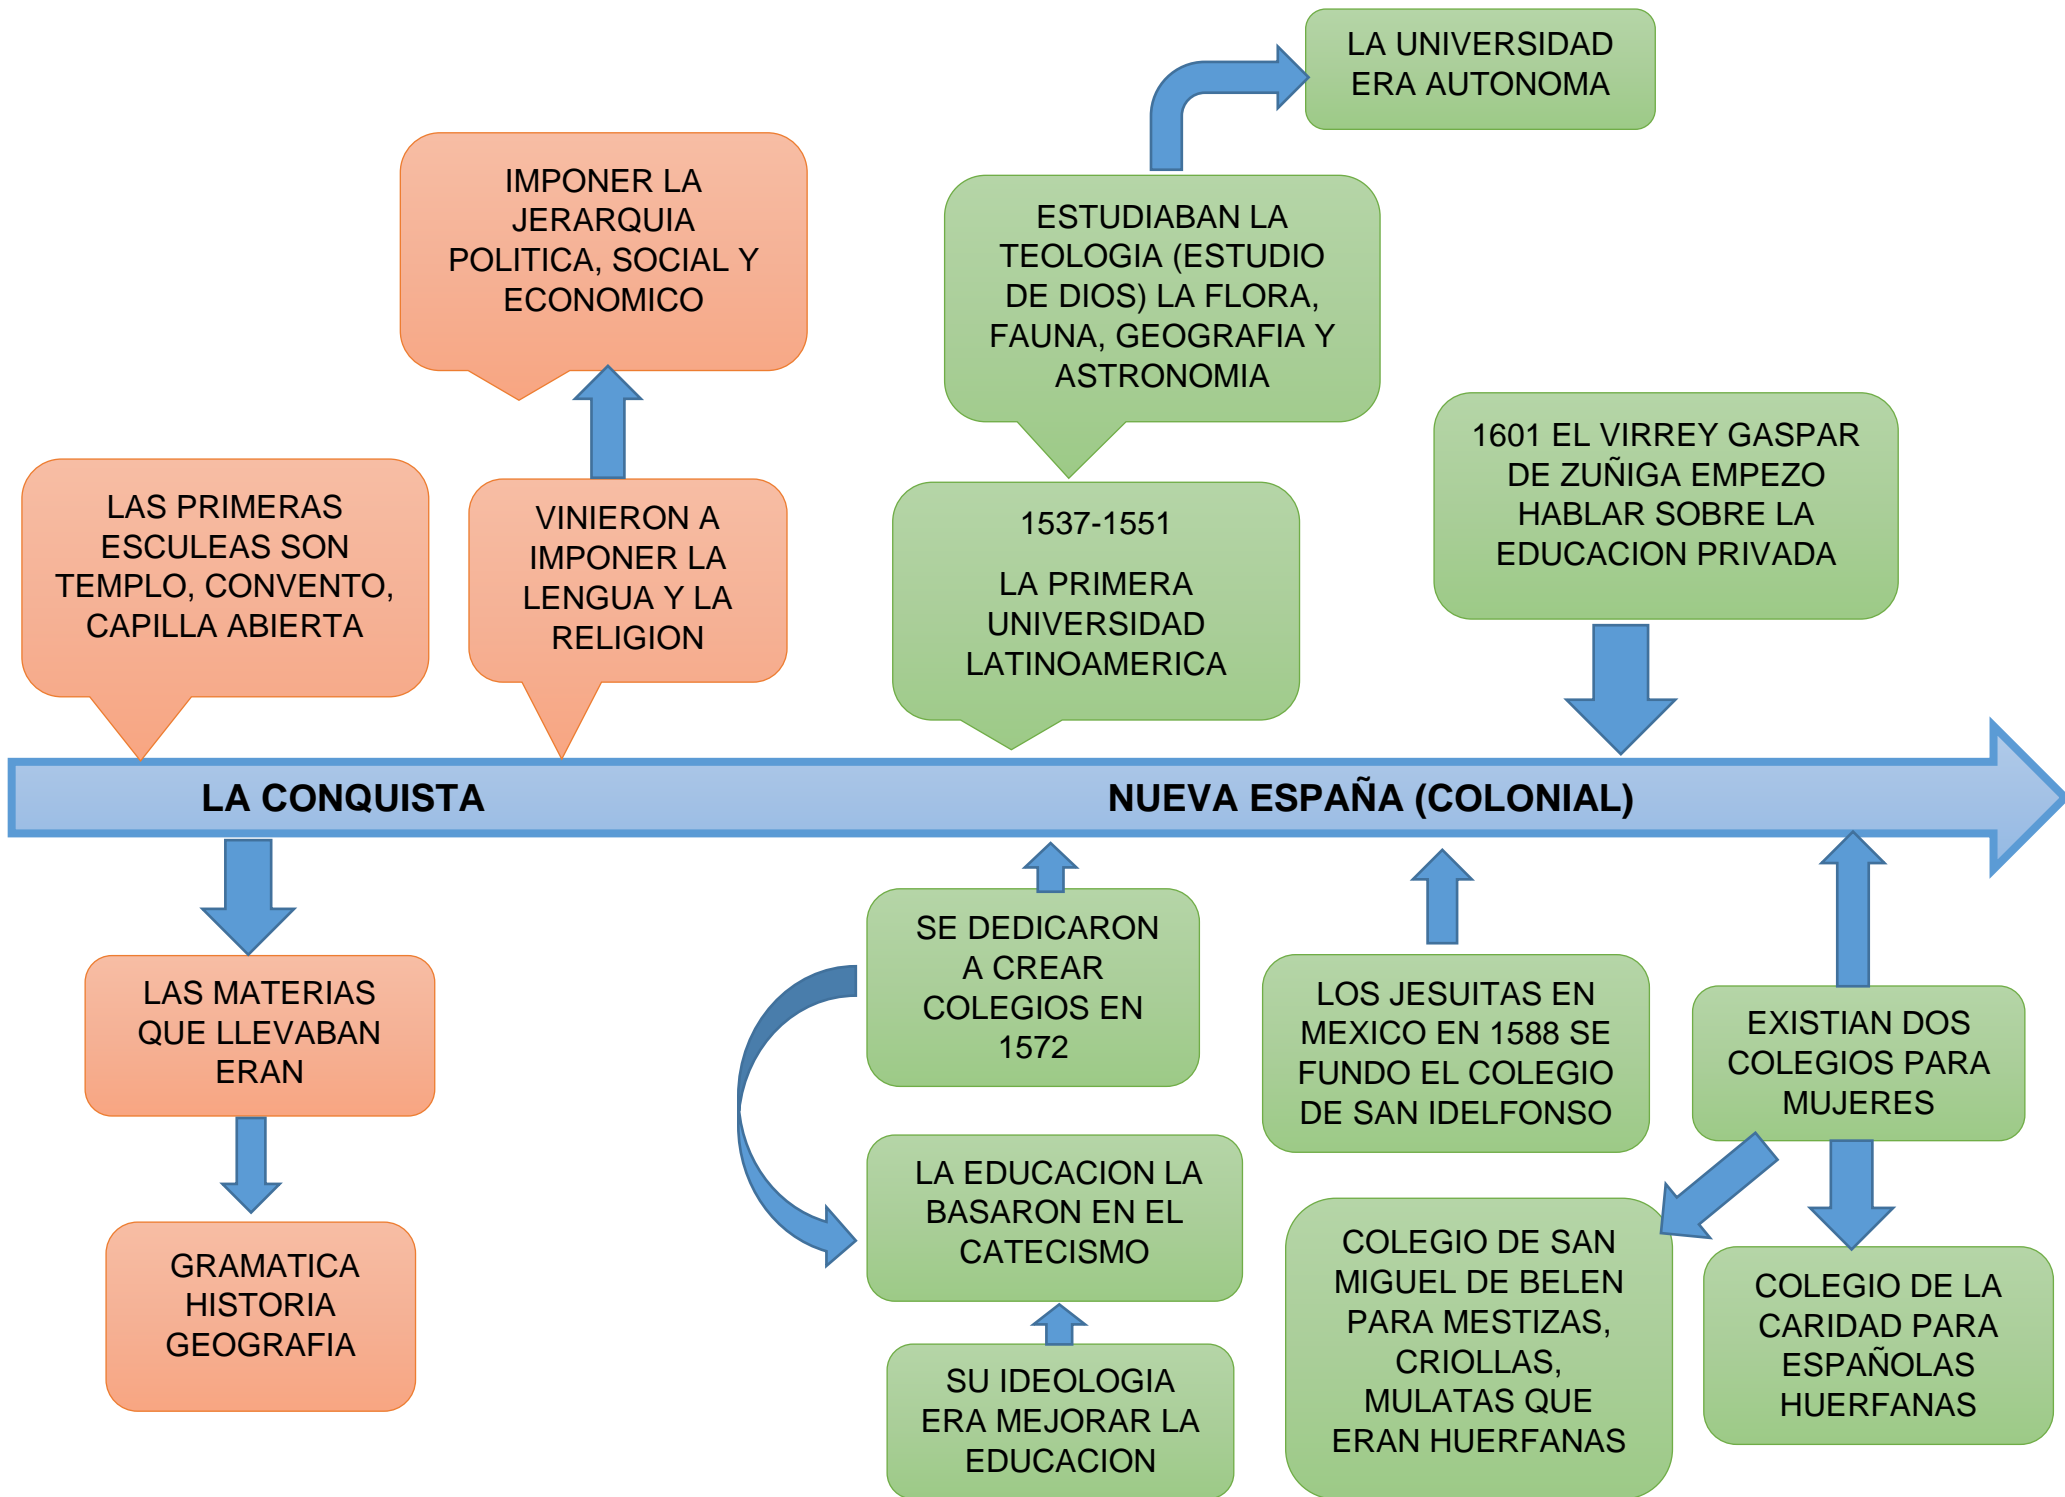 LA UNIVERSIDAD
ERA AUTONOMA
IMPONER LA
JERARQUIA
POLITICA, SOCIAL Y
ECONOMICO
ESTUDIABAN LA
TEOLOGIA (ESTUDIO
DE DIOS) LA FLORA,
FAUNA, GEOGRAFIA Y
ASTRONOMIA
LAS PRIMERAS
ESCULEAS SON
TEMPLO, CONVENTO,
CAPILLA ABIERTA
VINIERON A
IMPONER LA
LENGUA Y LA
RELIGION
1537-1551
LA PRIMERA
UNIVERSIDAD
LATINOAMERICA
1601 EL VIRREY GASPAR
DE ZUÑIGA EMPEZO
HABLAR SOBRE LA
EDUCACION PRIVADA
LA CONQUISTA
NUEVA ESPAÑA (COLONIAL)
LAS MATERIAS
QUE LLEVABAN
ERAN
GRAMATICA
HISTORIA
GEOGRAFIA
SE DEDICARON
A CREAR
COLEGIOS EN
1572
LA EDUCACION LA
BASARON EN EL
CATECISMO
SU IDEOLOGIA
ERA MEJORAR LA
EDUCACION
LOS JESUITAS EN
MEXICO EN 1588 SE
FUNDO EL COLEGIO
DE SAN IDELFONSO
EXISTIAN DOS
COLEGIOS PARA
MUJERES
COLEGIO DE SAN
MIGUEL DE BELEN
PARA MESTIZAS,
CRIOLLAS,
MULATAS QUE
ERAN HUERFANAS
COLEGIO DE LA
CARIDAD PARA
ESPAÑOLAS
HUERFANAS